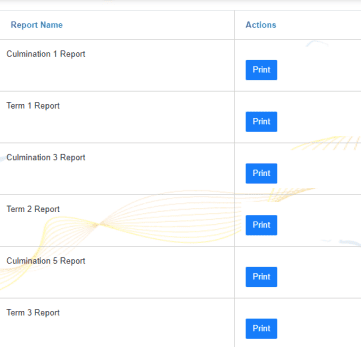 Report Name Actions
Culmination 1 Report
Print
Term 1 Report
Print
Culmination 3 Report
Print
Term 2 Report
Print
Culmination 5 Report
Print
Term 3 Report
Print